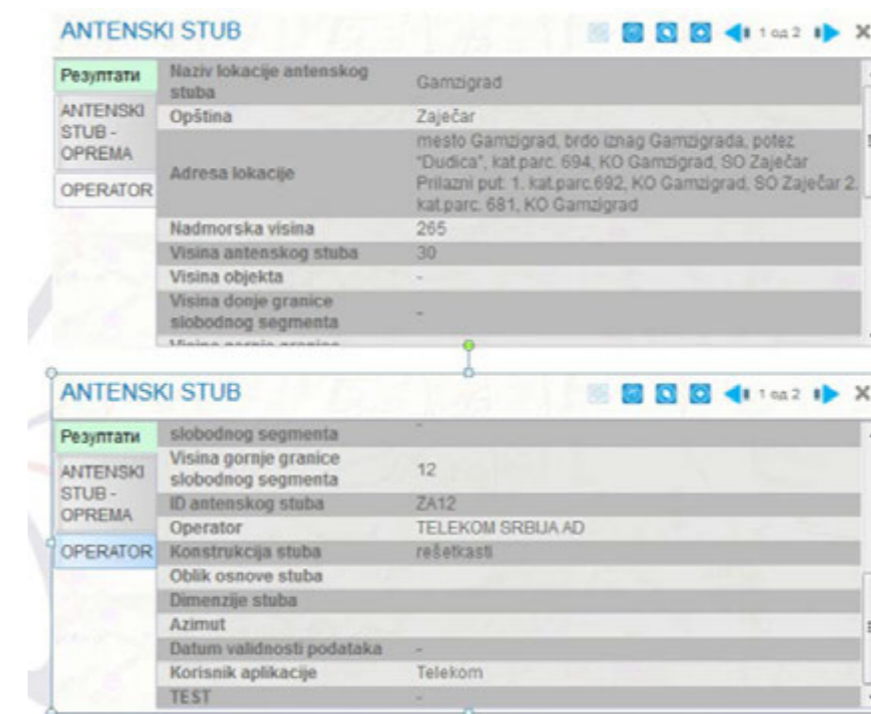 ANTENSKI STUB
1 од 2
Резултати
ANTENSKI
STUB -
OPREMA
OPERATOR
Naziv lokacije antenskog
stuba
Gamzigrad
Opština
Zaječar
Adresa lokacije
mesto Gamzigrad, brdo iznag Gamzigrada, potez
"Dudica", kat.parc. 694, KO Gamzigrad, SO Zaječar
Prilazni put: 1. kat.parc.692, KO Gamzigrad, SO Zaječar 2.
kat.parc. 681, KO Gamzigrad
Nadmorska visina
265
Visina antenskog stuba
30
Visina objekta
-
Visina donje granice
slobodnog segmenta
-
Visina gornje granice
ANTENSKI STUB
1 од 2
Резултати
ANTENSKI
STUB -
OPREMA
OPERATOR
slobodnog segmenta
-
Visina gornje granice
slobodnog segmenta
12
ID antenskog stuba
ZA12
Operator
TELEKOM SRBIJA AD
Konstrukcija stuba
rešetkasti
Oblik osnove stuba
Dimenzije stuba
Azimut
Datum validnosti podataka
-
Korisnik aplikacije
Telekom
TEST
-